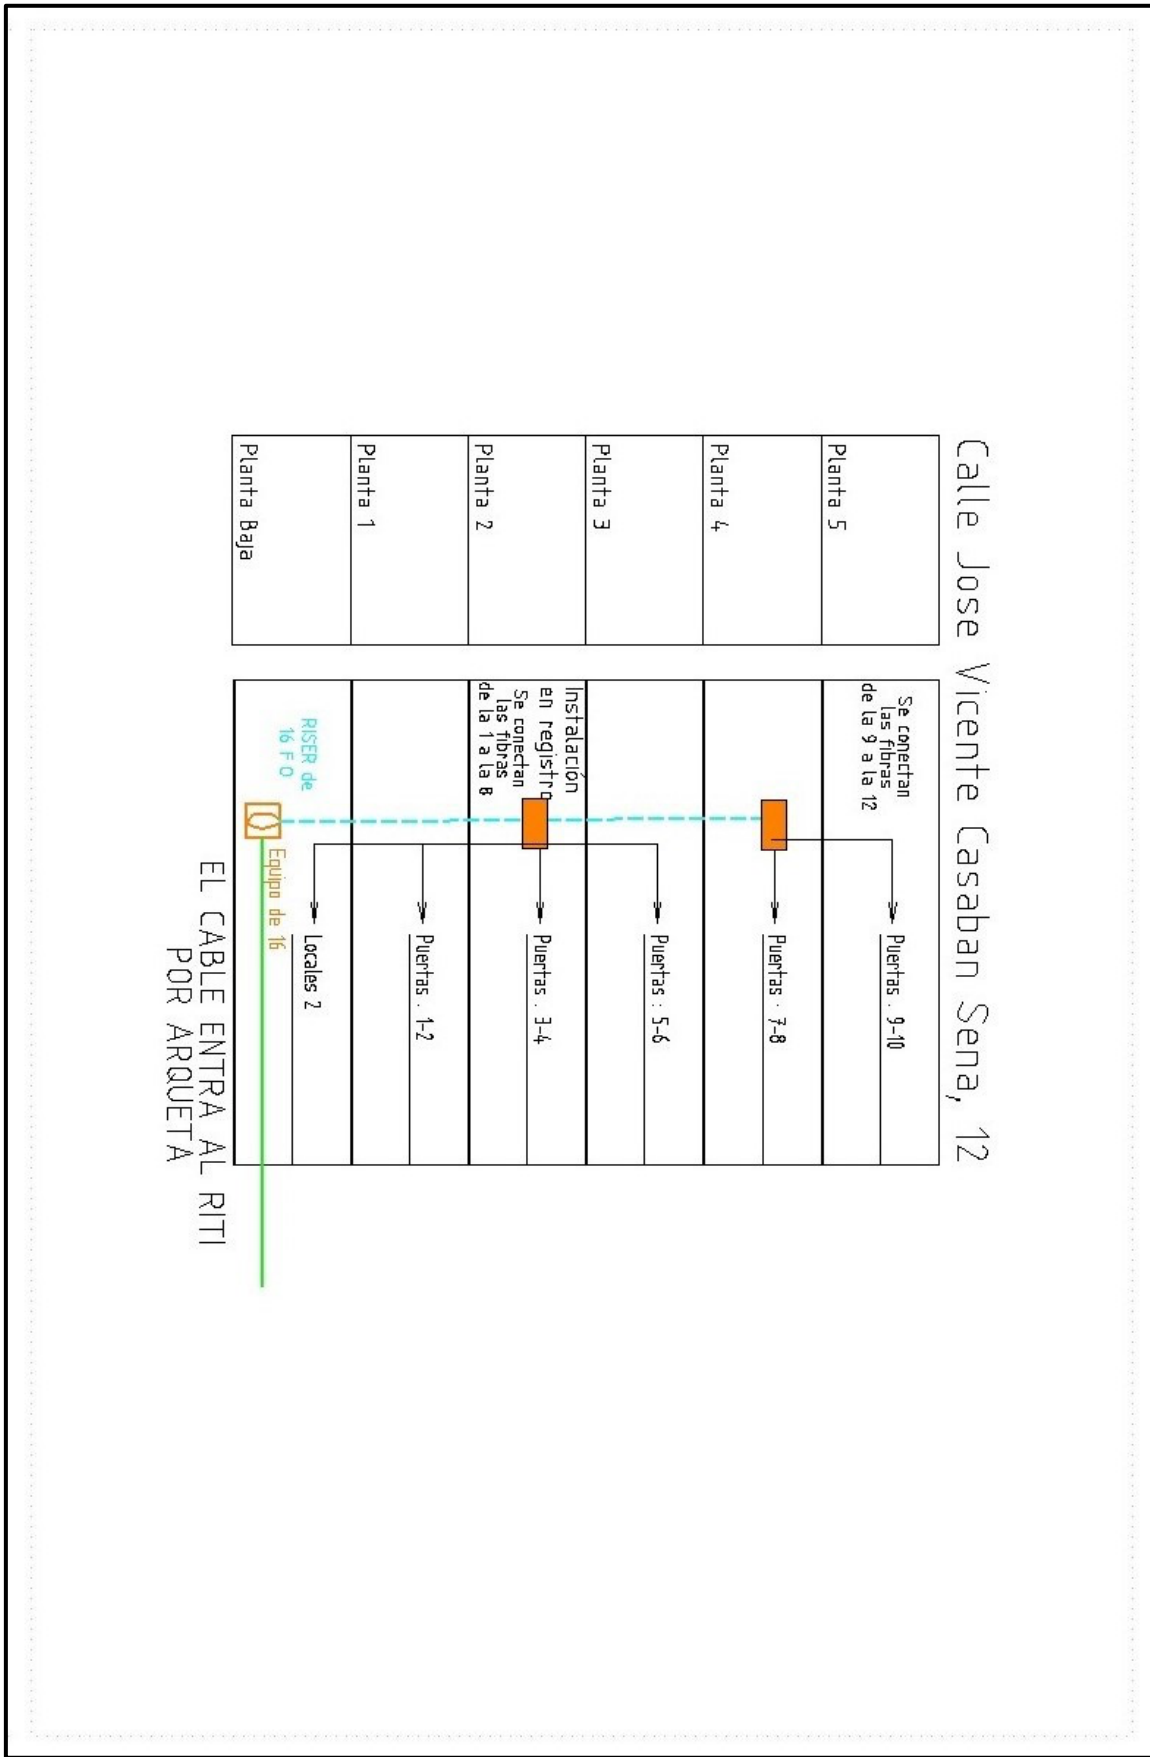 Calle Jose Vicente Casaban Sena, 12
Planta 5
Planta 4
Planta 3
Planta 2
Planta 1
Planta Baja
Se conectan
las fibras
de la 9 a la 12
Instalación
en registro
Se conectan
las fibras
de la 1 a la 8
RISER de
16 F O
Equipo de 16
Puertas . 9-10
Puertas . 7-8
Puertas : 5-6
Puertas . 3-4
Puertas . 1-2
Locales 2
EL CABLE ENTRA AL RITI
POR ARQUETA